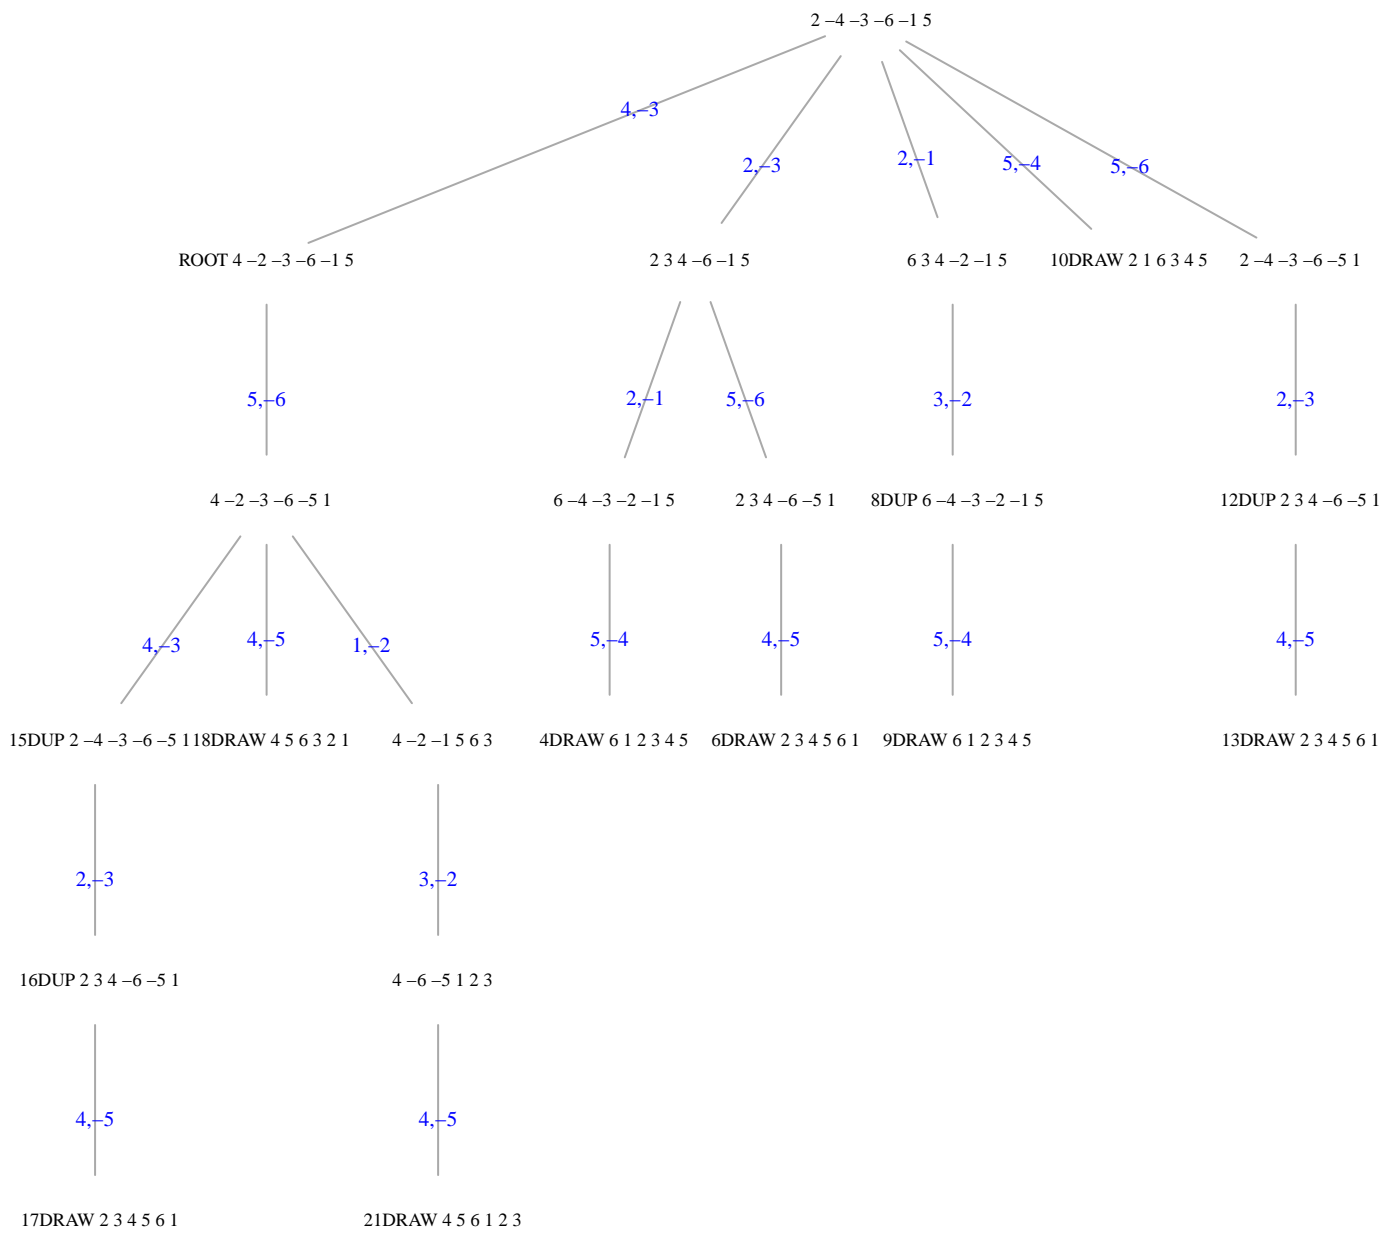 2 –4 –3 –6 –1 5
4,–3
2,–3
2,–1
5,–4
5,–6
ROOT 4 –2 –3 –6 –1 5
2 3 4 –6 –1 5
6 3 4 –2 –1 5
10DRAW 2 1 6 3 4 5
2 –4 –3 –6 –5 1
5,–6
2,–1
5,–6
3,–2
2,–3
4 –2 –3 –6 –5 1
6 –4 –3 –2 –1 5
2 3 4 –6 –5 1
8DUP 6 –4 –3 –2 –1 5
12DUP 2 3 4 –6 –5 1
4,–3
4,–5
1,–2
5,–4
4,–5
5,–4
4,–5
15DUP 2 –4 –3 –6 –5 1
18DRAW 4 5 6 3 2 1
4 –2 –1 5 6 3
4DRAW 6 1 2 3 4 5
6DRAW 2 3 4 5 6 1
9DRAW 6 1 2 3 4 5
13DRAW 2 3 4 5 6 1
2,–3
3,–2
16DUP 2 3 4 –6 –5 1
4 –6 –5 1 2 3
4,–5
4,–5
17DRAW 2 3 4 5 6 1
21DRAW 4 5 6 1 2 3